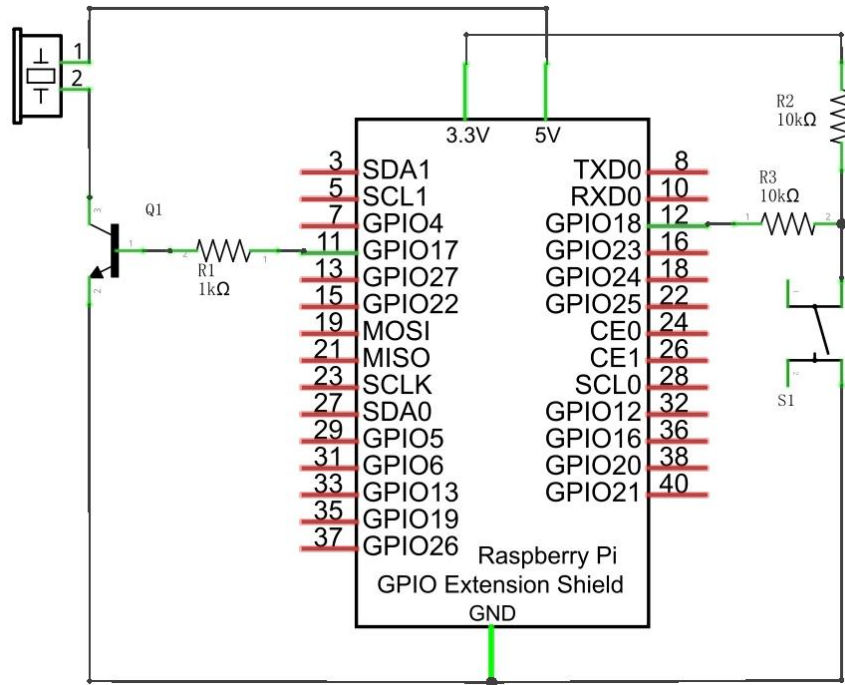 1
2
3.3V
5V
R2
10kΩ
3 SDA1
TXD0 8
5 SCL1
RXD0 10
R3
10kΩ
7 GPIO4
GPIO18 12
1
2
3
Q1
11 GPIO17
GPIO23 16
1
2
1
R1
1kΩ
13 GPIO27
GPIO24 18
2
1
15 GPIO22
GPIO25 22
19 MOSI
CE0 24
21 MISO
CE1 26
23 SCLK
SCL0 28
2
S1
27 SDA0
GPIO12 32
29 GPIO5
GPIO16 36
31 GPIO6
GPIO20 38
33 GPIO13
GPIO21 40
35 GPIO19
37 GPIO26
Raspberry Pi
GPIO Extension Shield
GND